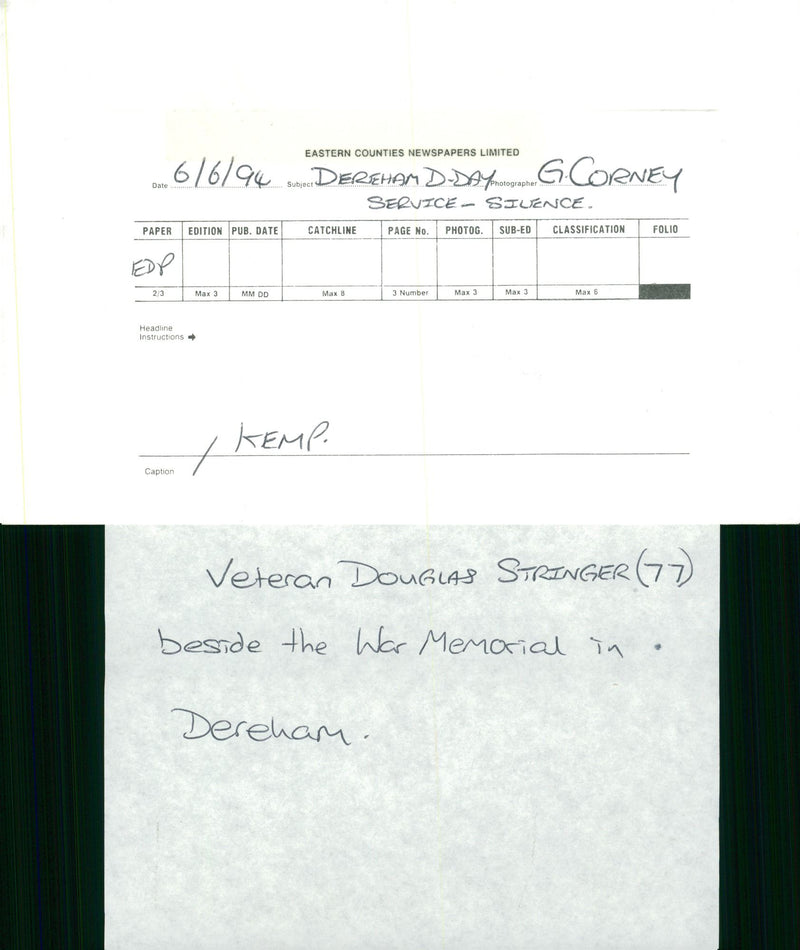 EASTERN COUNTIES NEWSPAPERS LIMITED
Date 6/6/94 Subject DEREHAM D-DAY Photographer G. CORNEY
SERVICE - SILENCE.
PAPER EDITION PUB. DATE CATCHLINE PAGE No. PHOTOG. SUB-ED CLASSIFICATION FOLIO
EDP
2/3 Max 3 MM DD Max 8 3 Number Max 3 Max 3 Max 6
Headline
Instructions ➔
/ KEMP.
Caption
Veteran DOUGLAS STRINGER (77)
beside the War Memorial in .
Dereham.